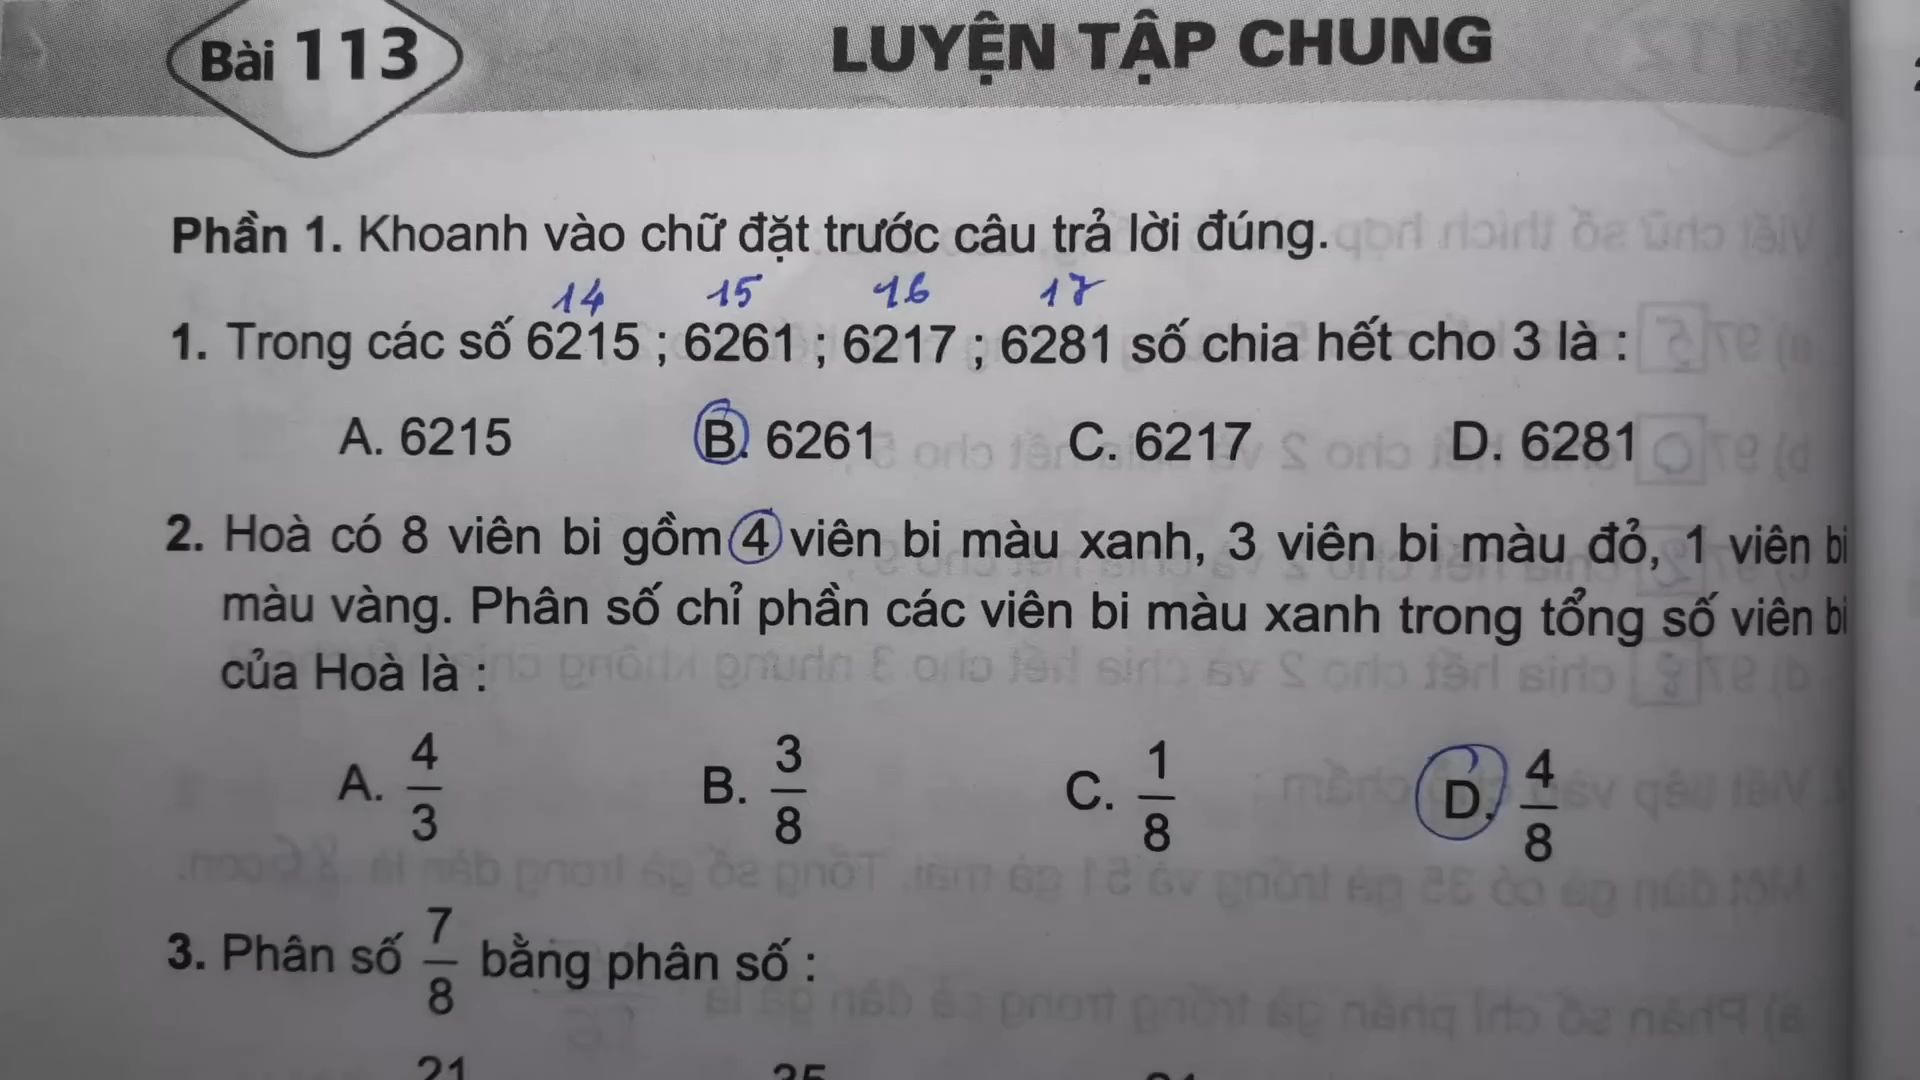 Bài 113
LUYỆN TẬP CHUNG
Phần 1. Khoanh vào chữ đặt trước câu trả lời đúng.
14 15 16 17
1. Trong các số 6215 ; 6261 ; 6217 ; 6281 số chia hết cho 3 là :
A. 6215 B. 6261 C. 6217 D. 6281
2. Hoà có 8 viên bi gồm 4 viên bi màu xanh, 3 viên bi màu đỏ, 1 viên bi
màu vàng. Phân số chỉ phần các viên bi màu xanh trong tổng số viên bi
của Hoà là :
A. 4/3 B. 3/8 C. 1/8 D. 4/8
3. Phân số 7/8 bằng phân số :
21